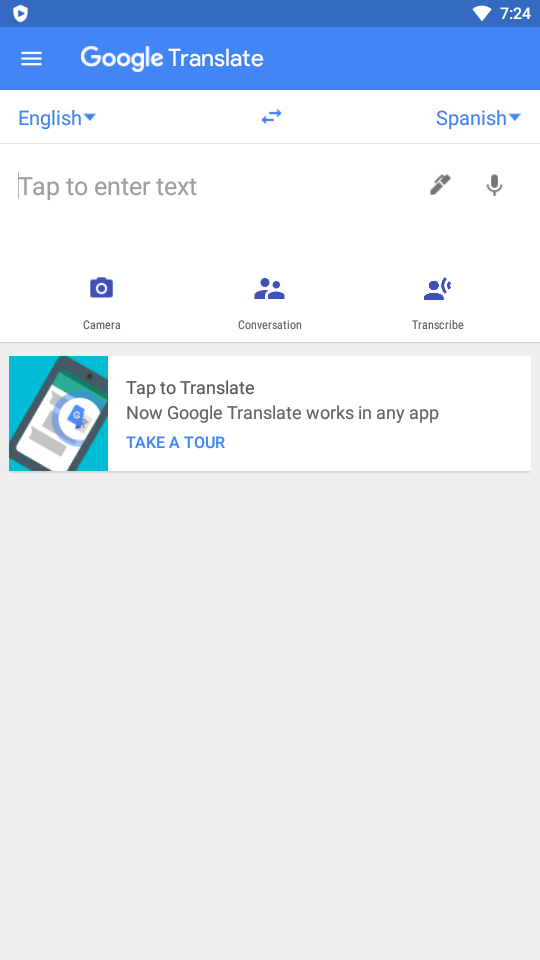 7:24
Google Translate
English
Spanish
Tap to enter text
Camera
Conversation
Transcribe
Tap to Translate
Now Google Translate works in any app
TAKE A TOUR